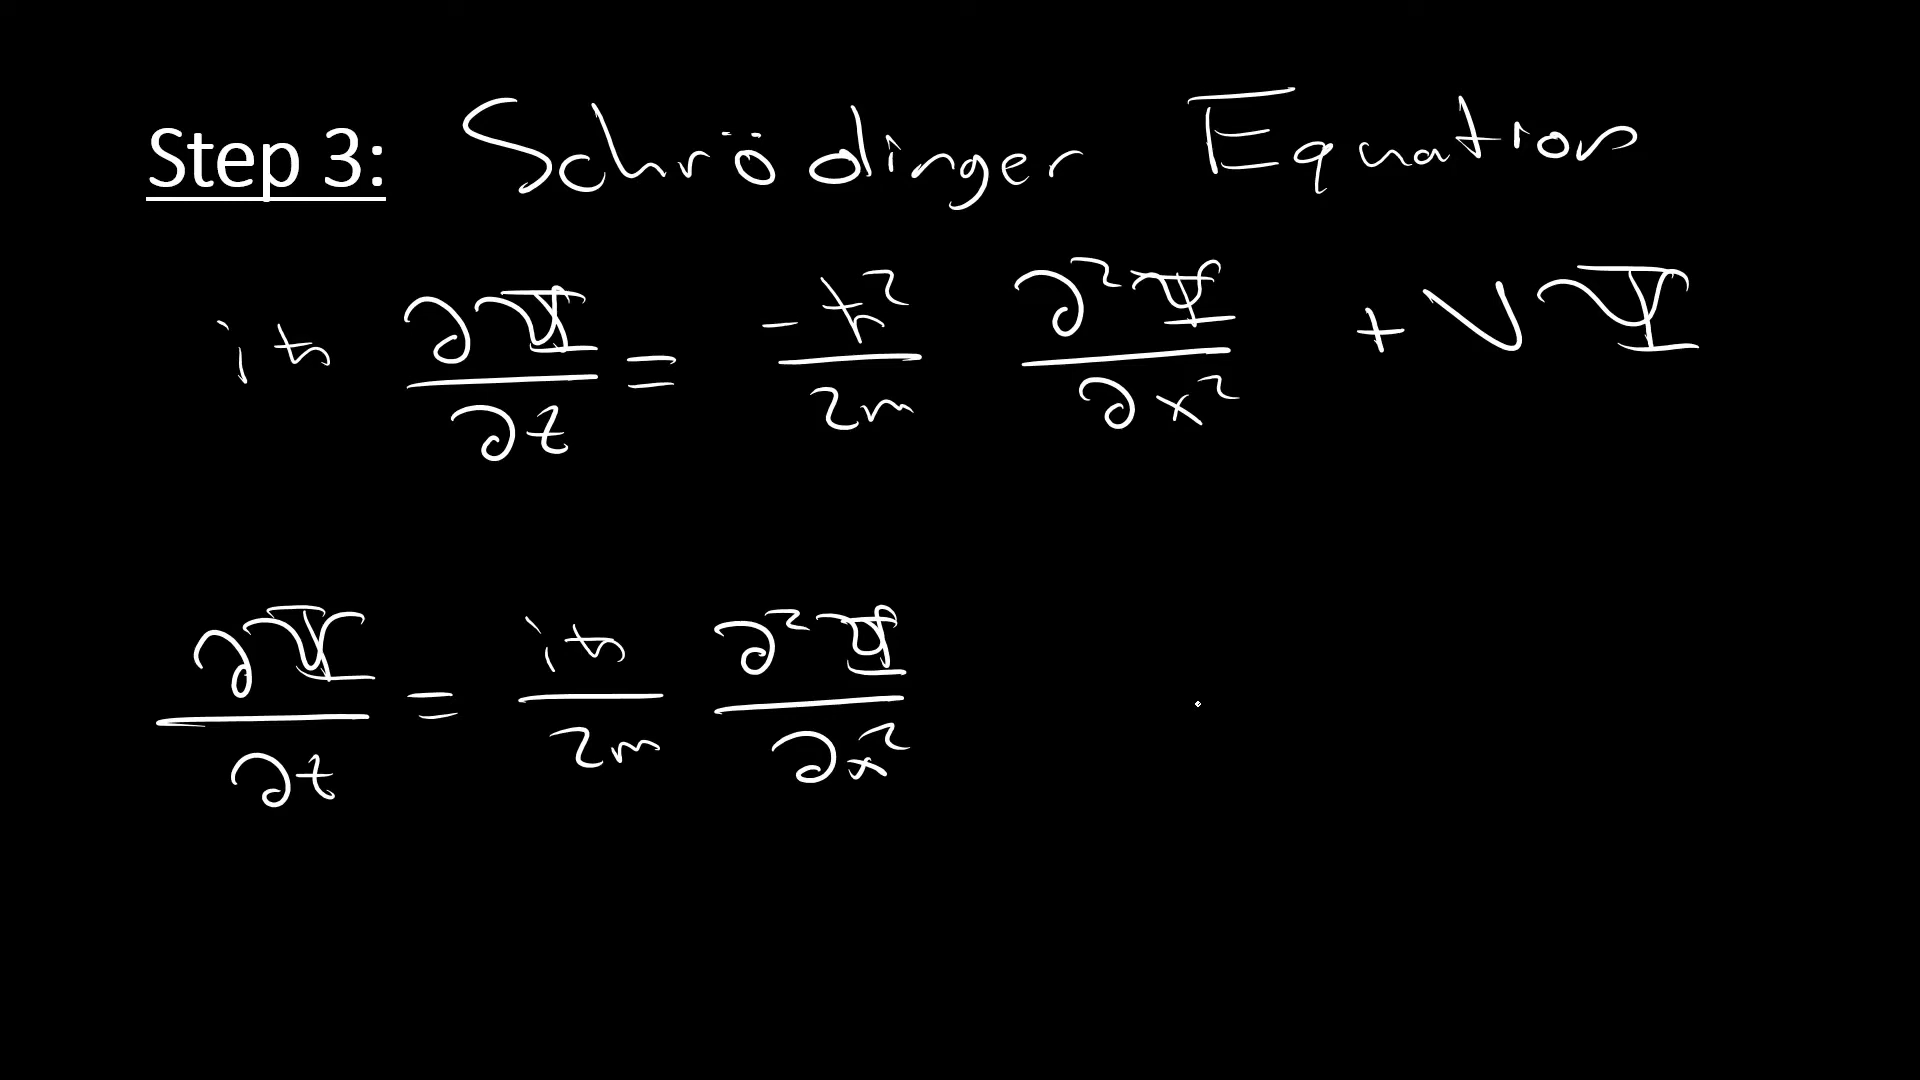 Step 3: Schrödinger Equation
iħ ∂Ψ/∂t = -ħ²/2m ∂²Ψ/∂x² + VΨ
∂Ψ/∂t = iħ/2m ∂²Ψ/∂x²